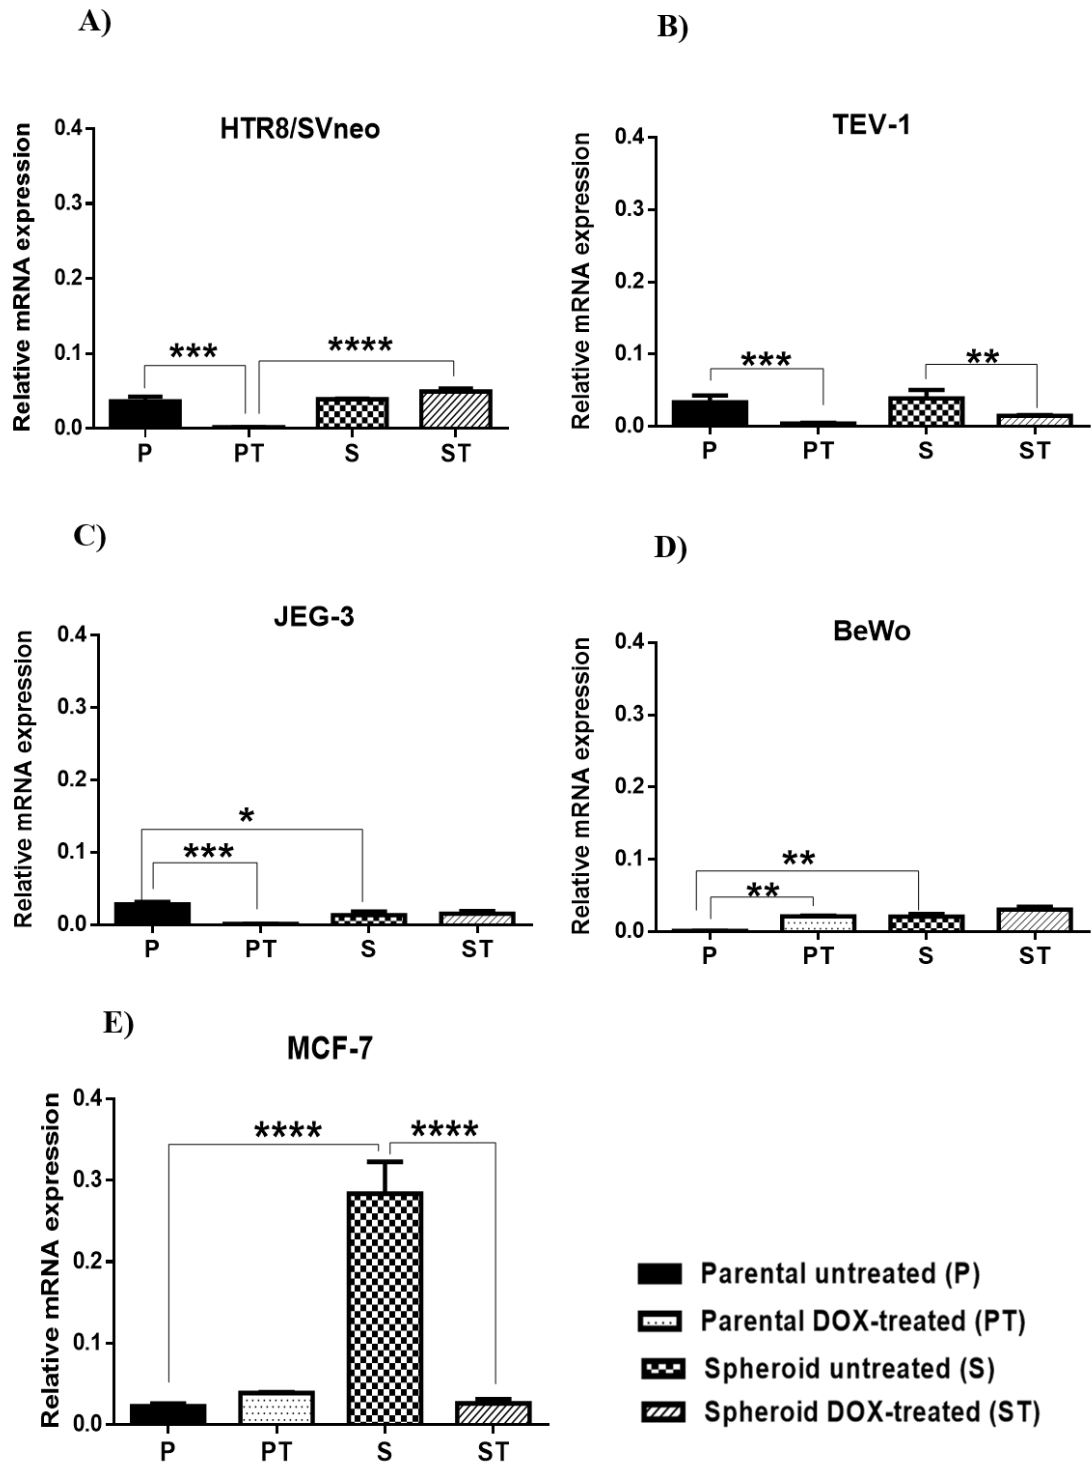 A)
HTR8/SVneo
Relative mRNA expression
0.4
0.3
0.2
0.1
0.0
***
****
P PT S ST
B)
TEV-1
Relative mRNA expression
0.4
0.3
0.2
0.1
0.0
***
**
P PT S ST
C)
JEG-3
Relative mRNA expression
0.4
0.3
0.2
0.1
0.0
*
***
P PT S ST
D)
BeWo
Relative mRNA expression
0.4
0.3
0.2
0.1
0.0
**
**
P PT S ST
E)
MCF-7
Relative mRNA expression
0.4
0.3
0.2
0.1
0.0
****
****
P PT S ST
Parental untreated (P)
Parental DOX-treated (PT)
Spheroid untreated (S)
Spheroid DOX-treated (ST)